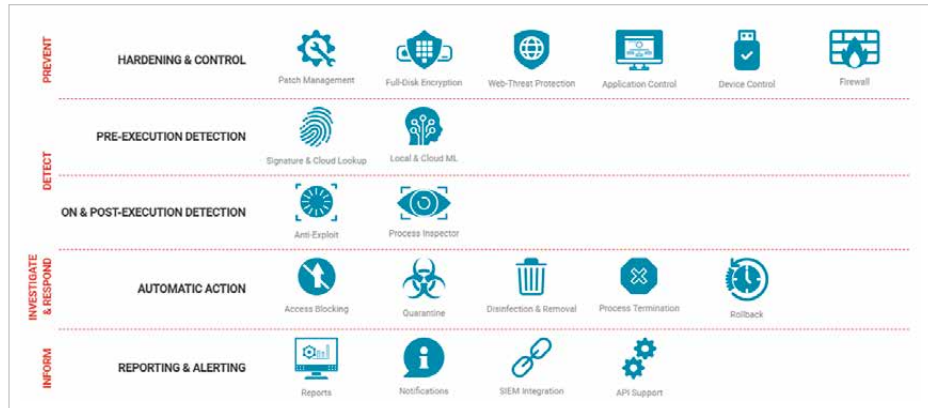 PREVENT
HARDENING & CONTROL
Patch Management
Full-Disk Encryption
Web-Threat Protection
Application Control
Device Control
Firewall
DETECT
PRE-EXECUTION DETECTION
Signature & Cloud Lookup
Local & Cloud ML
ON & POST-EXECUTION DETECTION
Anti-Exploit
Process Inspector
INVESTIGATE
& RESPOND
AUTOMATIC ACTION
Access Blocking
Quarantine
Disinfection & Removal
Process Termination
Rollback
INFORM
REPORTING & ALERTING
Reports
Notifications
SIEM Integration
API Support